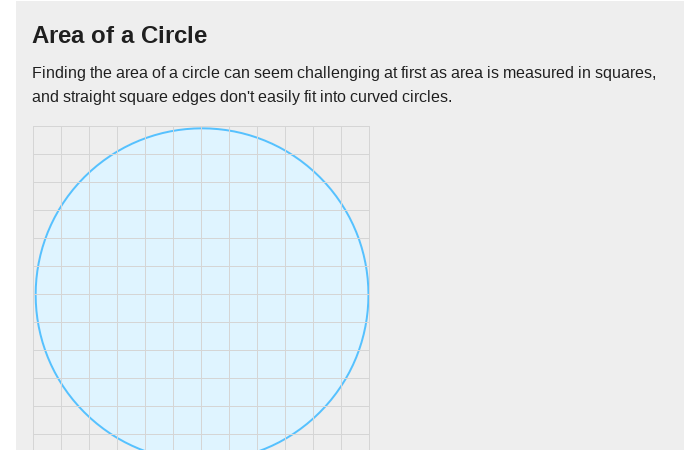 Area of a Circle
Finding the area of a circle can seem challenging at first as area is measured in squares,
and straight square edges don't easily fit into curved circles.